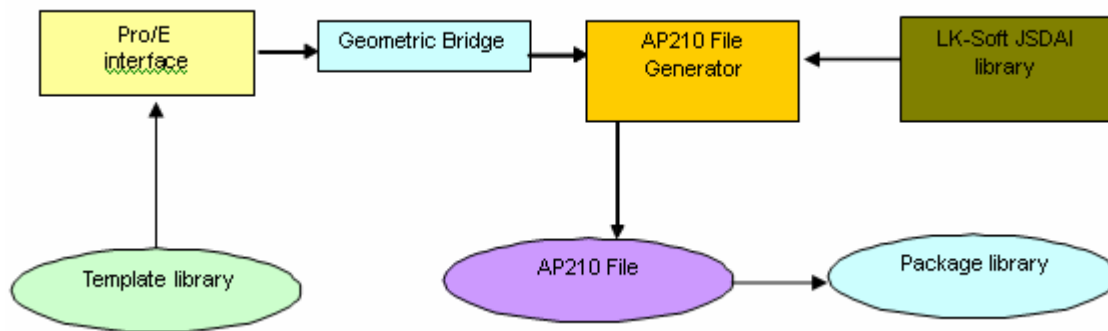 Pro/E
interface
Geometric Bridge
AP210 File
Generator
LK-Soft JSDAI
library
Template library
AP210 File
Package library